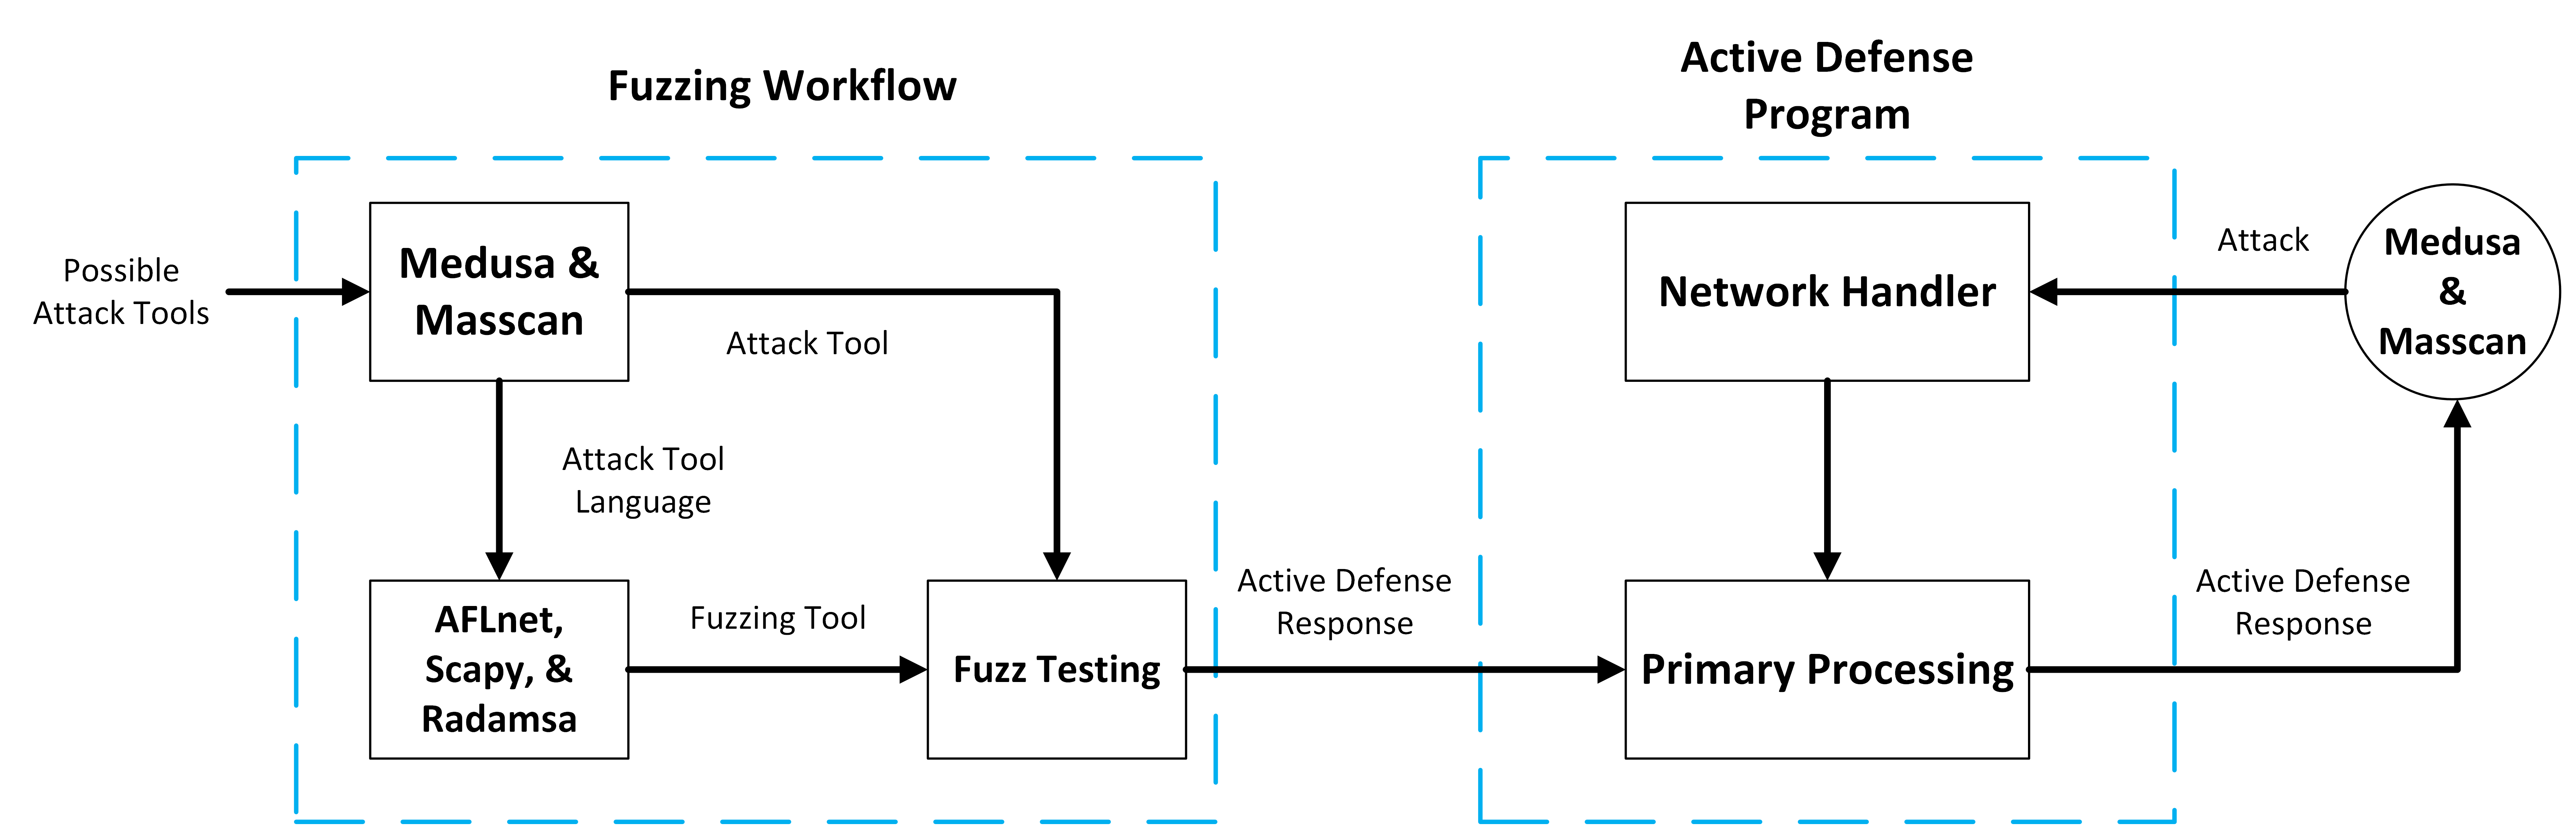 Fuzzing Workflow
Active Defense
Program
Possible
Attack Tools
Medusa &
Masscan
Attack Tool
Attack Tool
Language
AFLnet,
Scapy, &
Radamsa
Fuzzing Tool
Fuzz Testing
Active Defense
Response
Network Handler
Primary Processing
Attack
Medusa
&
Masscan
Active Defense
Response